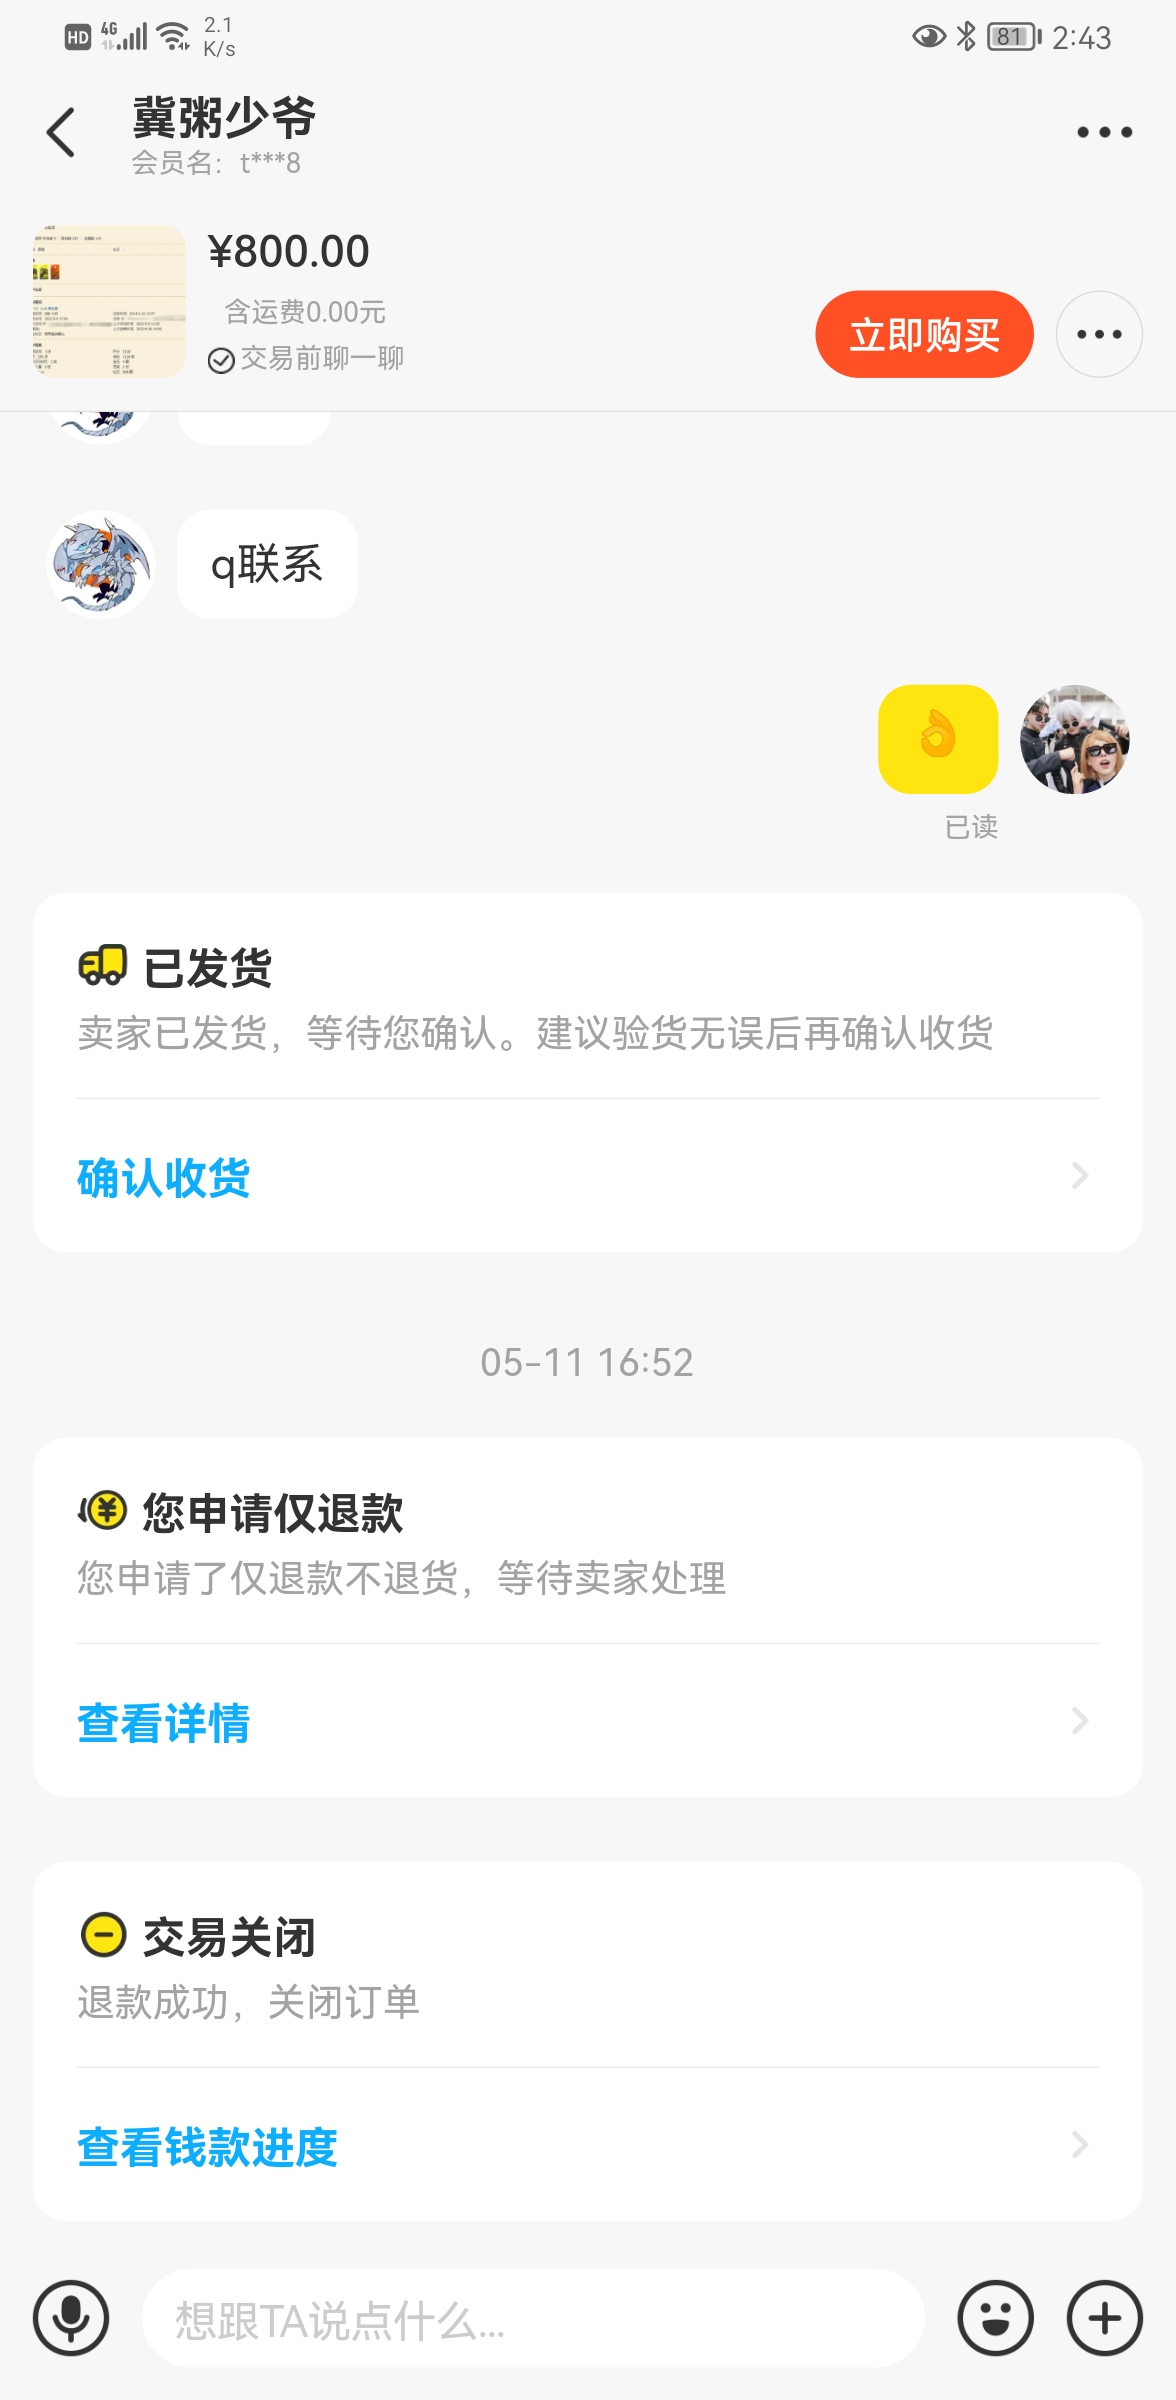 HD 4G 2.1 K/s 81 2:43
冀粥少爷
会员名：t***8
¥800.00
含运费0.00元
交易前聊一聊
立即购买
q联系
已读
已发货
卖家已发货，等待您确认。建议验货无误后再确认收货
确认收货
05-11 16:52
您申请仅退款
您申请了仅退款不退货，等待卖家处理
查看详情
交易关闭
退款成功，关闭订单
查看钱款进度
想跟TA说点什么...